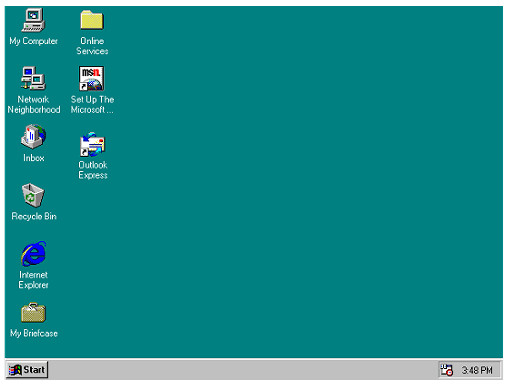 My Computer
Online
Services
Network
Neighborhood
msn
Set Up The
Microsoft ...
Inbox
Outlook
Express
Recycle Bin
Internet
Explorer
My Briefcase
Start
3:48 PM